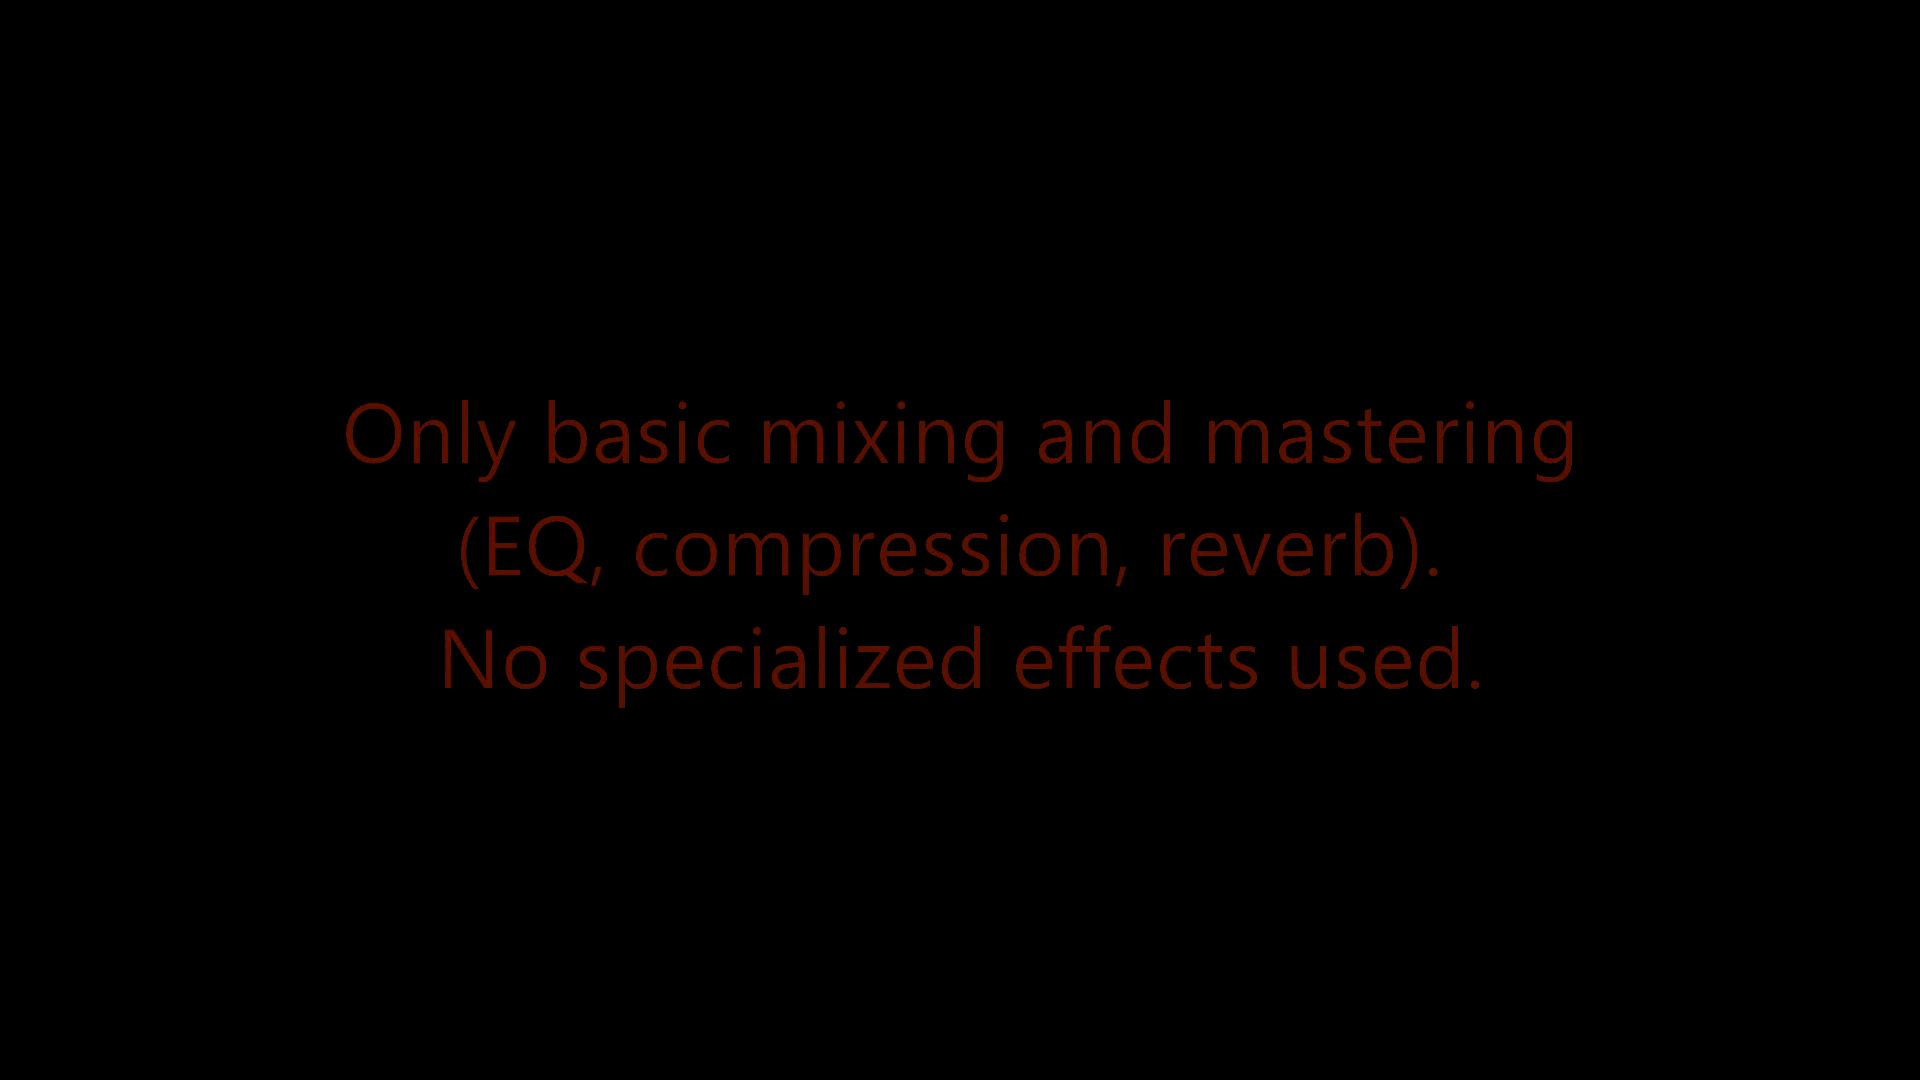 Only basic mixing and mastering
(EQ, compression, reverb).
No specialized effects used.